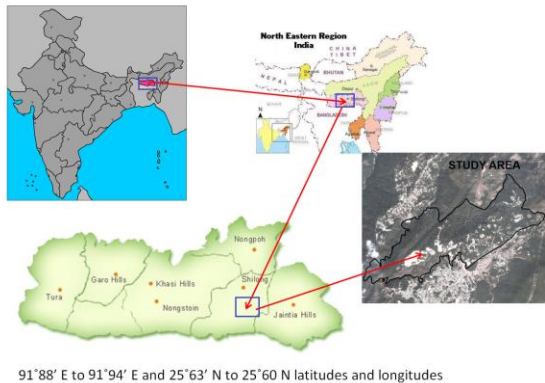 North Eastern Region
India
CHINA
TIBET
NEPAL
BHUTAN
BANGLADESH
STUDY AREA
Nongpoh
Garo Hills
Khasi Hills
Shilong
Tura
Nongstoin
Jaintia Hills
91˚88’ E to 91˚94’ E and 25˚63’ N to 25˚60 N latitudes and longitudes